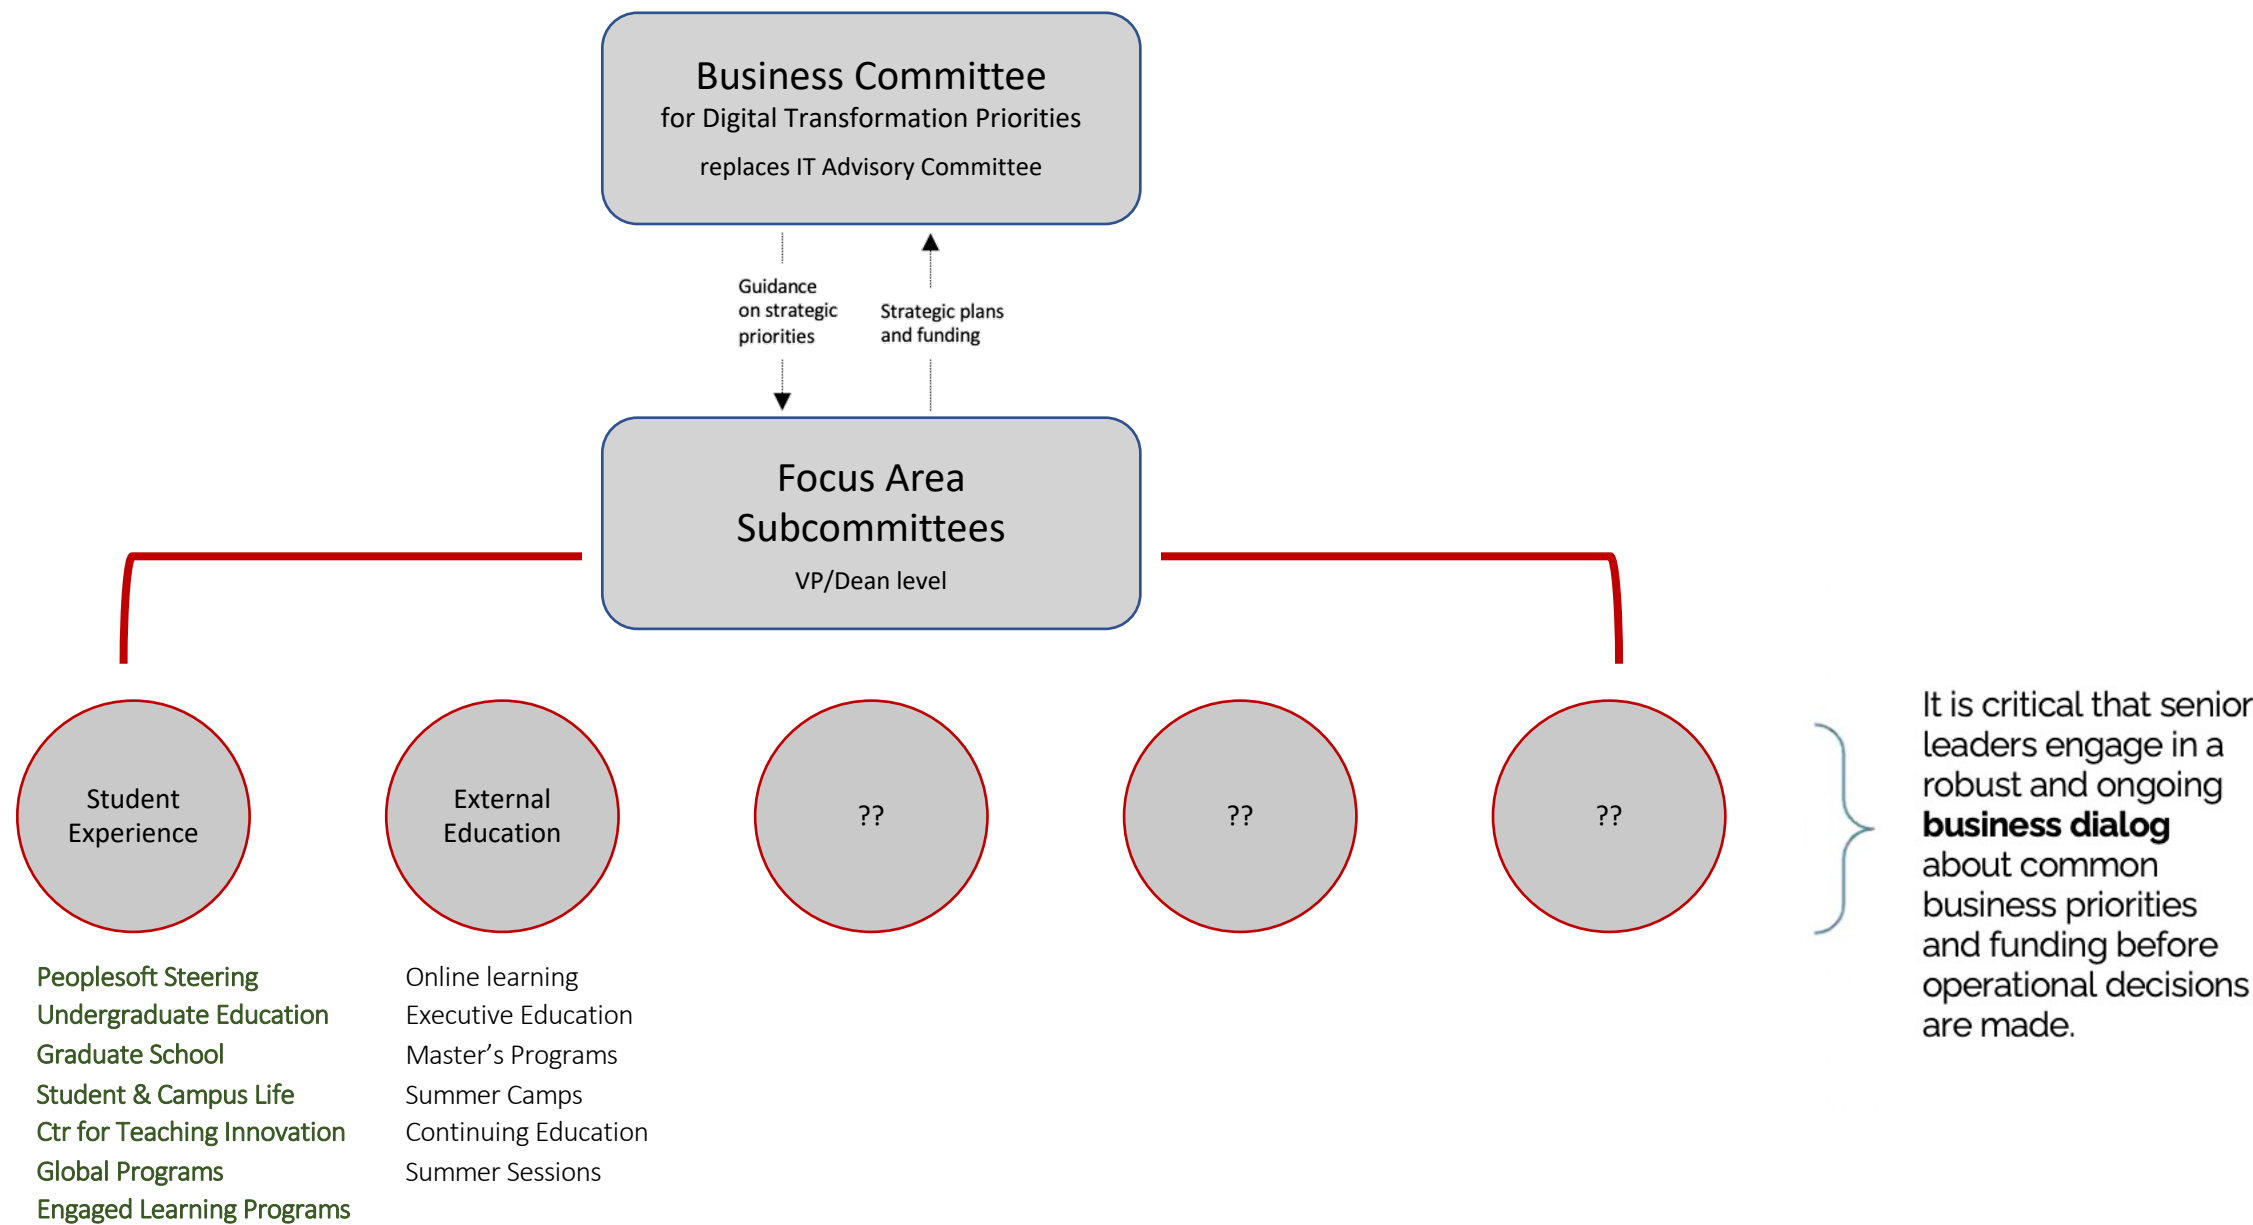 Business Committee
for Digital Transformation Priorities
replaces IT Advisory Committee
Guidance
on strategic
priorities
Strategic plans
and funding
Focus Area
Subcommittees
VP/Dean level
Student
Experience
External
Education
??
??
??
Peoplesoft Steering
Undergraduate Education
Graduate School
Student & Campus Life
Ctr for Teaching Innovation
Global Programs
Engaged Learning Programs
Online learning
Executive Education
Master’s Programs
Summer Camps
Continuing Education
Summer Sessions
It is critical that senior
leaders engage in a
robust and ongoing
business dialog
about common
business priorities
and funding before
operational decisions
are made.